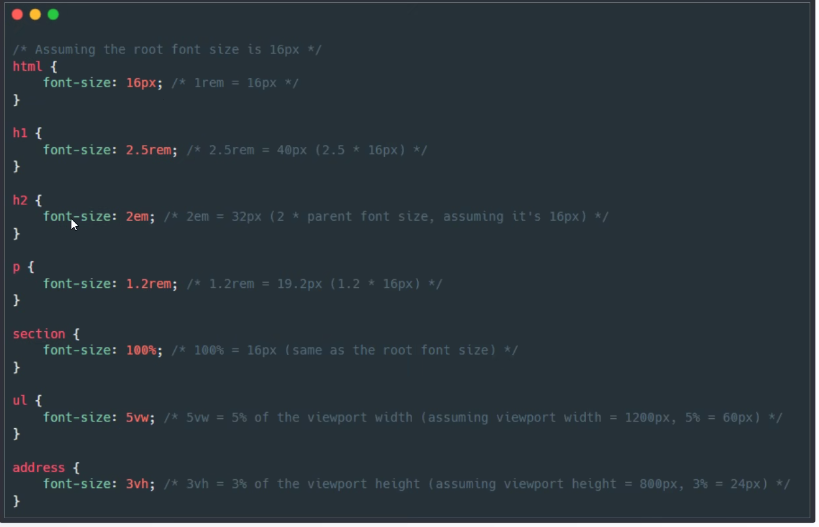 /* Assuming the root font size is 16px */
html {
    font-size: 16px; /* 1rem = 16px */
}
h1 {
    font-size: 2.5rem; /* 2.5rem = 40px (2.5 * 16px) */
}
h2 {
    font-size: 2em; /* 2em = 32px (2 * parent font size, assuming it's 16px) */
}
p {
    font-size: 1.2rem; /* 1.2rem = 19.2px (1.2 * 16px) */
}
section {
    font-size: 100%; /* 100% = 16px (same as the root font size) */
}
ul {
    font-size: 5vw; /* 5vw = 5% of the viewport width (assuming viewport width = 1200px, 5% = 60px) */
}
address {
    font-size: 3vh; /* 3vh = 3% of the viewport height (assuming viewport height = 800px, 3% = 24px) */
}